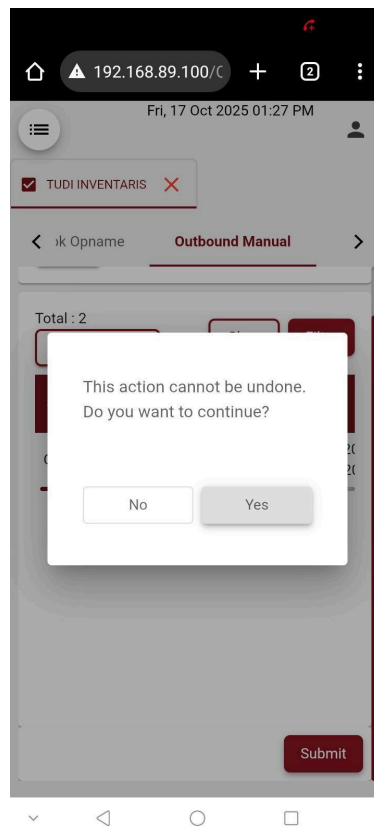 192.168.89.100/
2
Fri, 17 Oct 2025 01:27 PM
TUDI INVENTARIS
ok Opname
Outbound Manual
Total : 2
This action cannot be undone.
Do you want to continue?
No
Yes
Submit